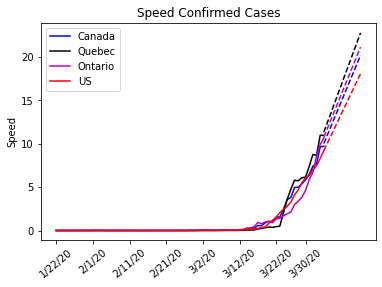 Speed Confirmed Cases
Canada
Quebec
Ontario
US
Speed
20
15
10
5
0
1/22/20
2/1/20
2/11/20
2/21/20
3/2/20
3/12/20
3/22/20
3/30/20